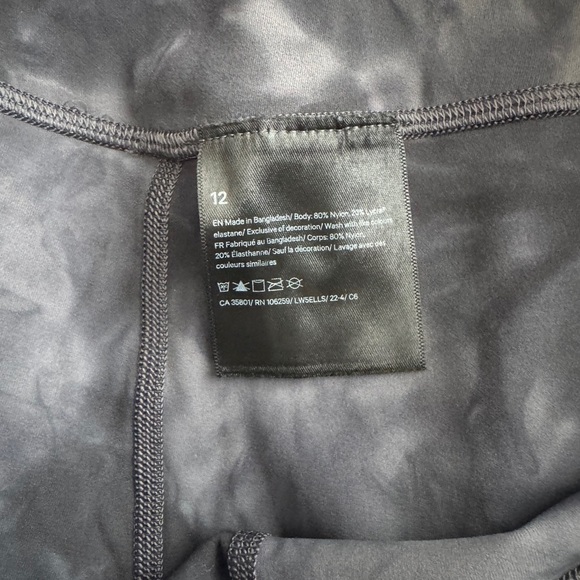 12
EN Made in Bangladesh/ Body: 80% Nylon, 20% Lycra®
elastane/ Exclusive of decoration/ Wash with like colours
FR Fabriqué au Bangladesh/ Corps: 80% Nylon,
20% Élasthanne/ Sauf la décoration/ Lavage avec des
couleurs similaires
CA 35801/ RN 106259/ LW5ELLS/ 22-4/ C6